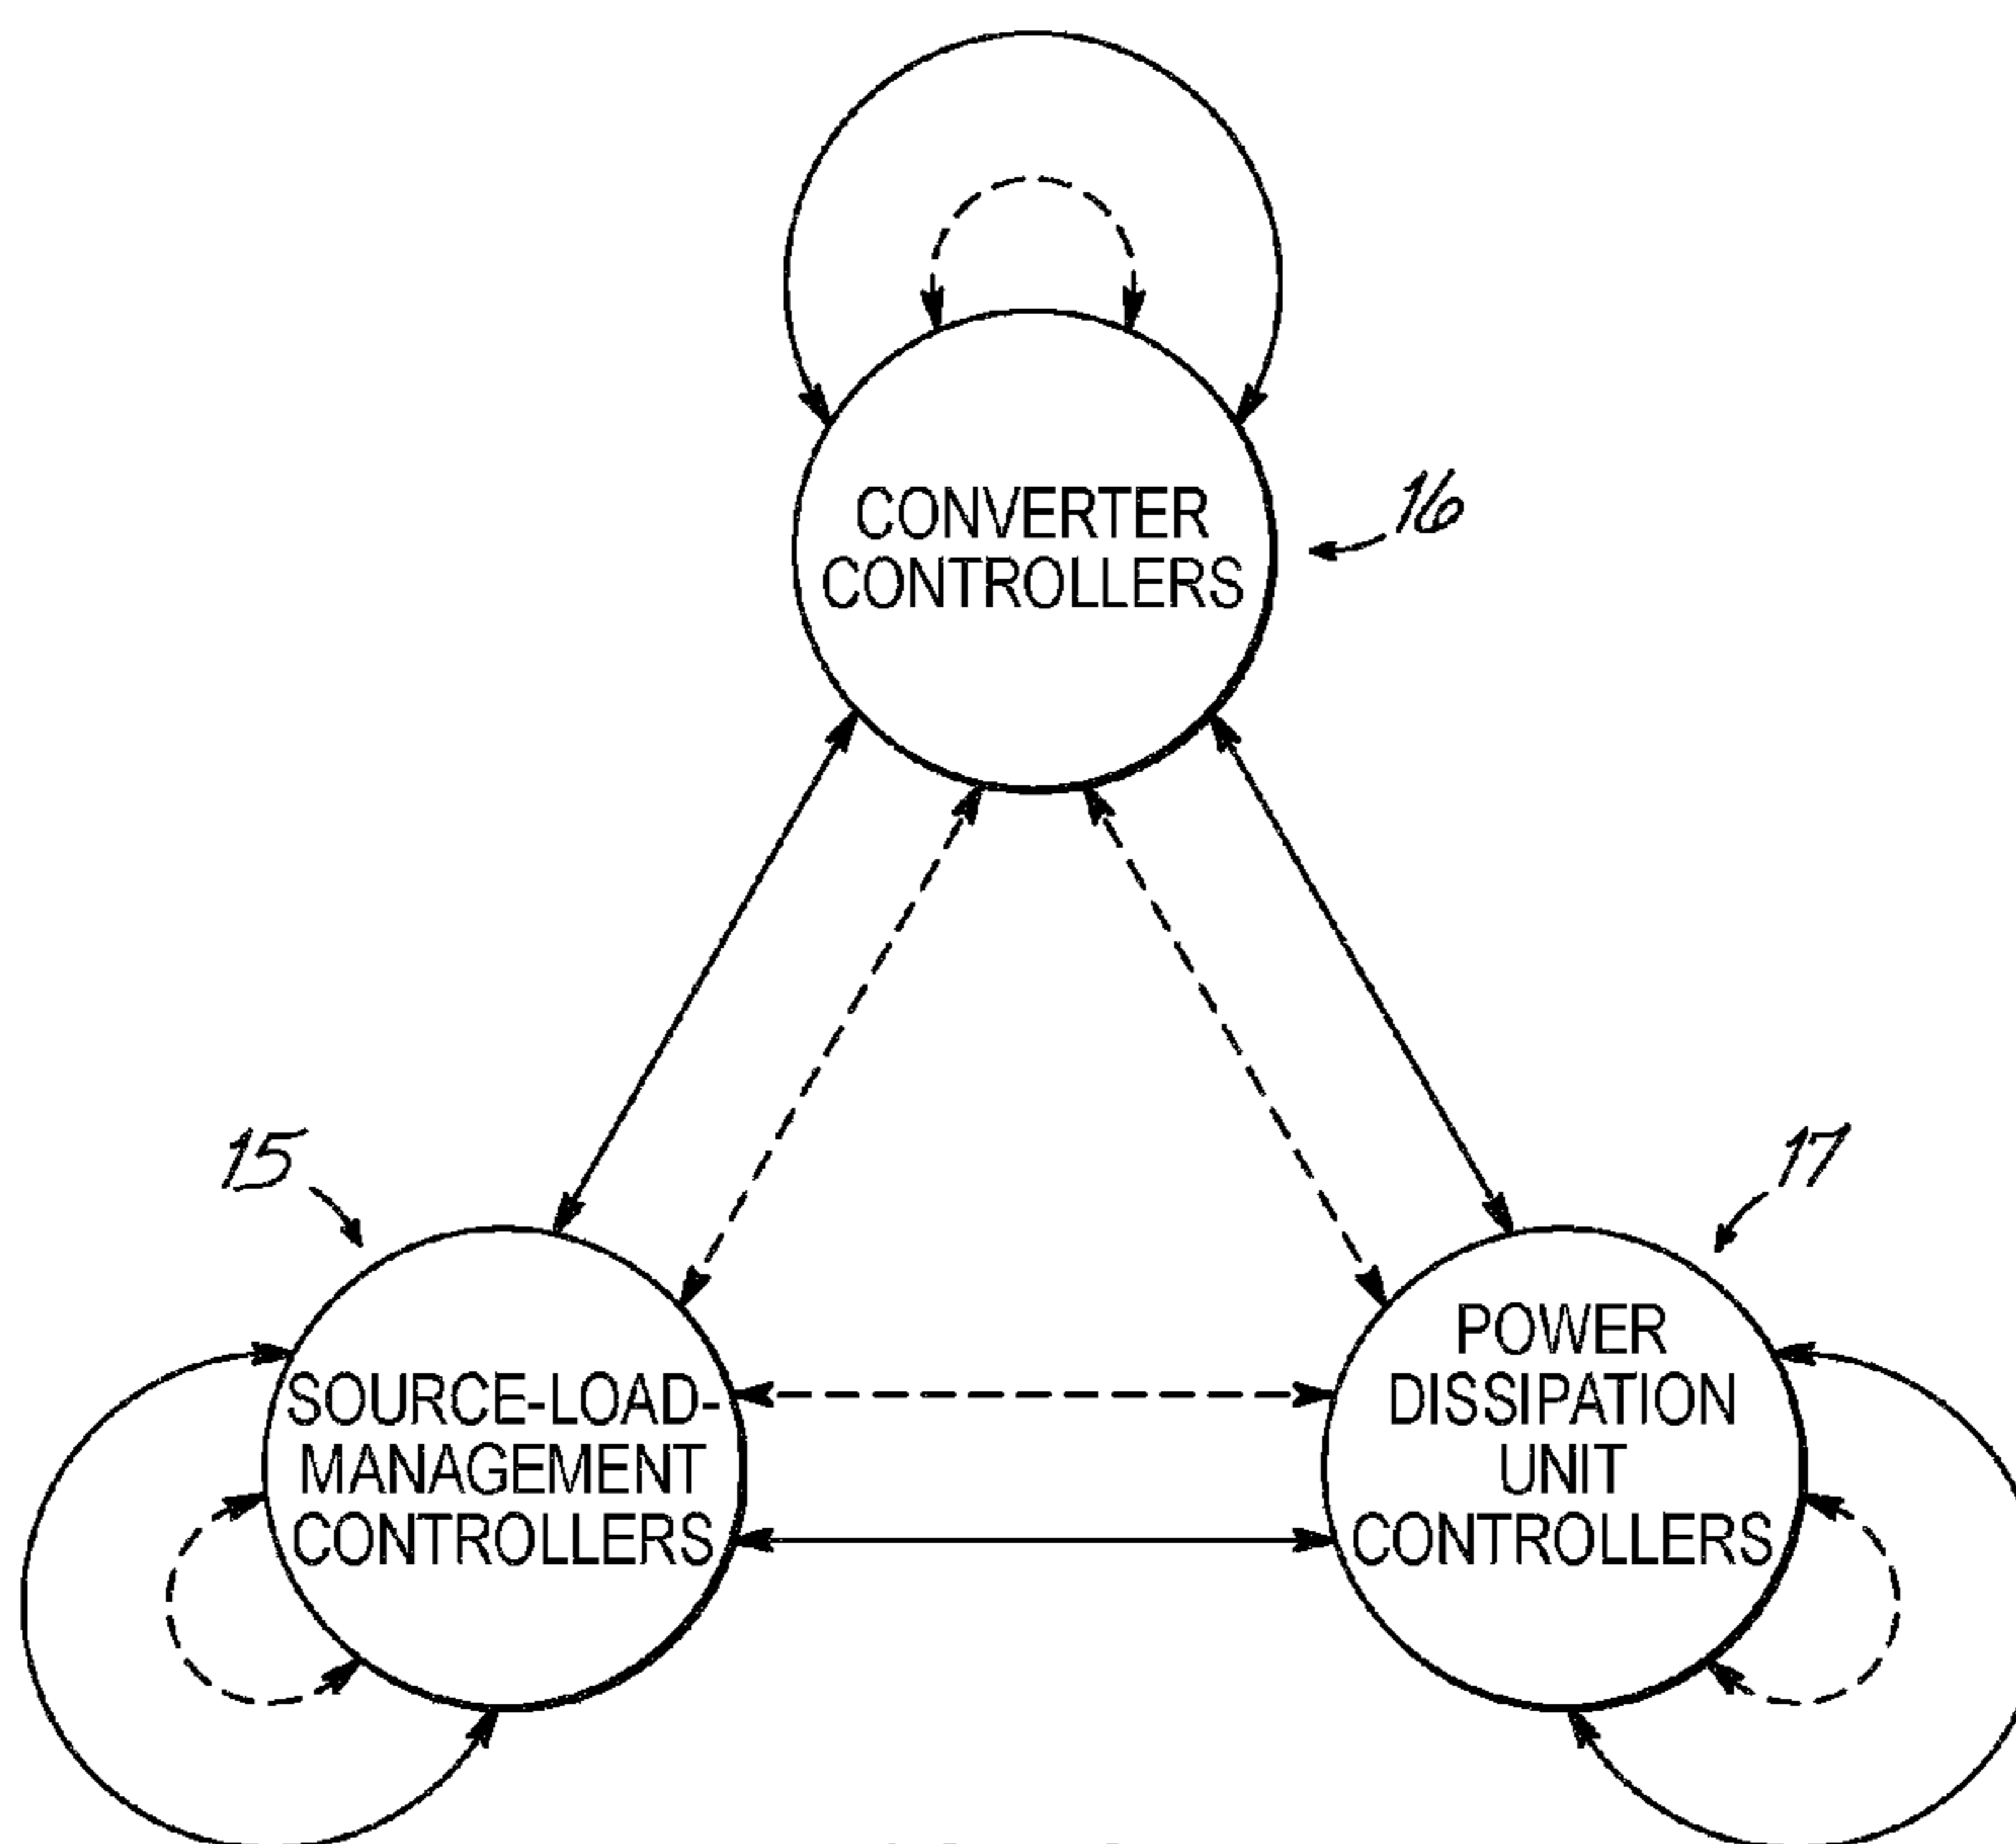 CONVERTER
CONTROLLERS
16
15
17
SOURCE-LOAD-
MANAGEMENT
CONTROLLERS
POWER
DISSIPATION
UNIT
CONTROLLERS